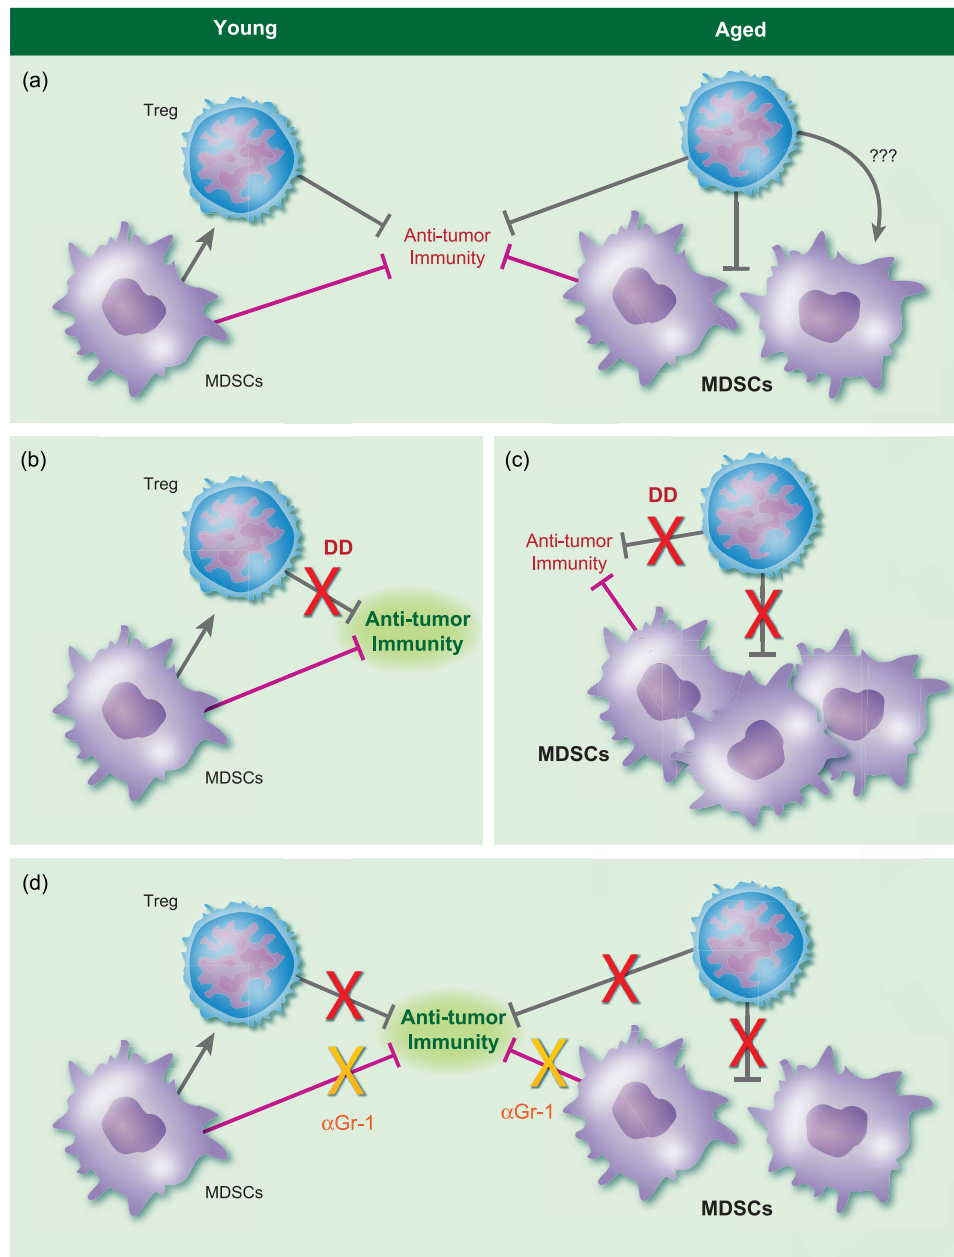 Young
Aged
(a)
Treg
???
Anti-tumor
Immunity
MDSCs
MDSCs
(b)
Treg
DD
Anti-tumor
Immunity
MDSCs
(c)
DD
Anti-tumor
Immunity
MDSCs
(d)
Treg
X
X
X
Anti-tumor
Immunity
X
X
αGr-1
αGr-1
MDSCs
MDSCs